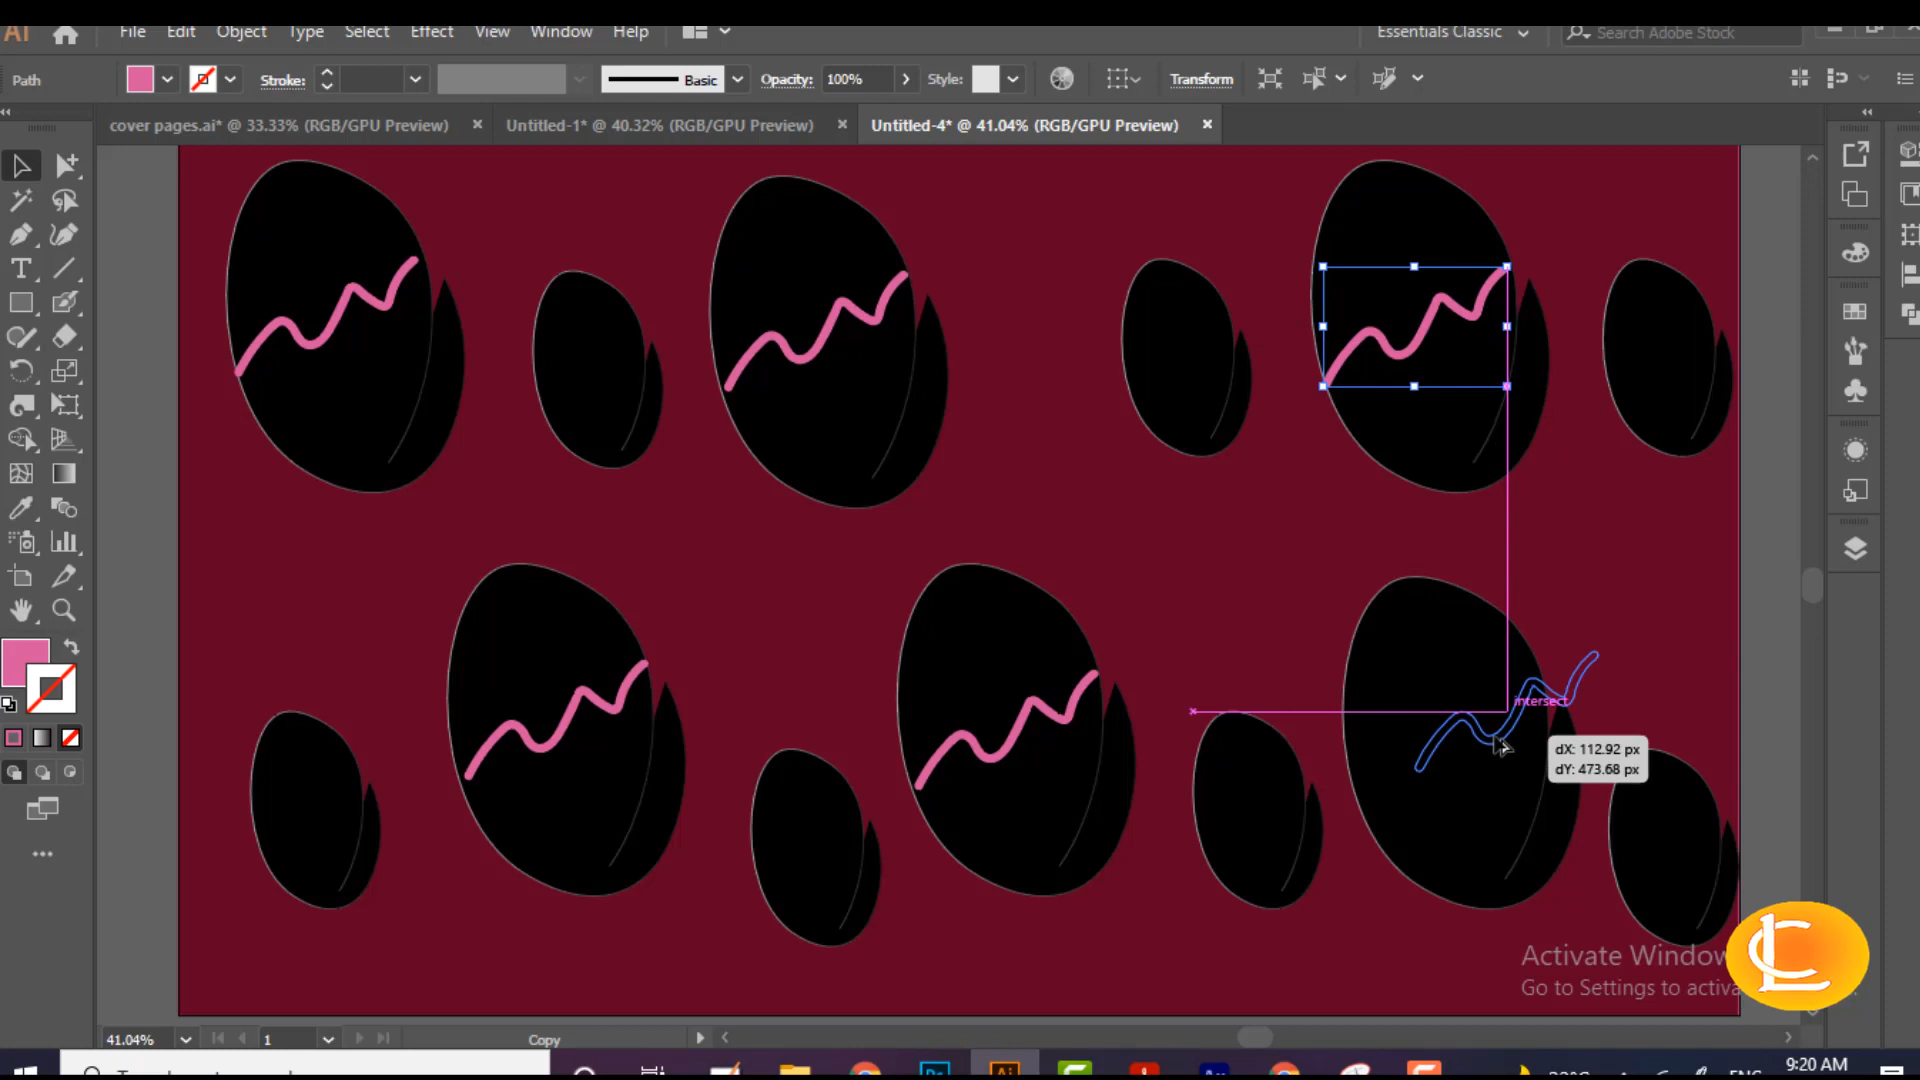 Ai
File Edit Object Type Select Effect View Window Help
Essentials Classic
Search Adobe Stock
Path
Stroke:
Basic
Opacity: 100%
Style:
Transform
cover pages.ai* @ 33.33% (RGB/GPU Preview)
Untitled-1* @ 40.32% (RGB/GPU Preview)
Untitled-4* @ 41.04% (RGB/GPU Preview)
intersect
dX: 112.92 px
dY: 473.68 px
Activate Window
Go to Settings to activa
LC
41.04%
1
Copy
9:20 AM